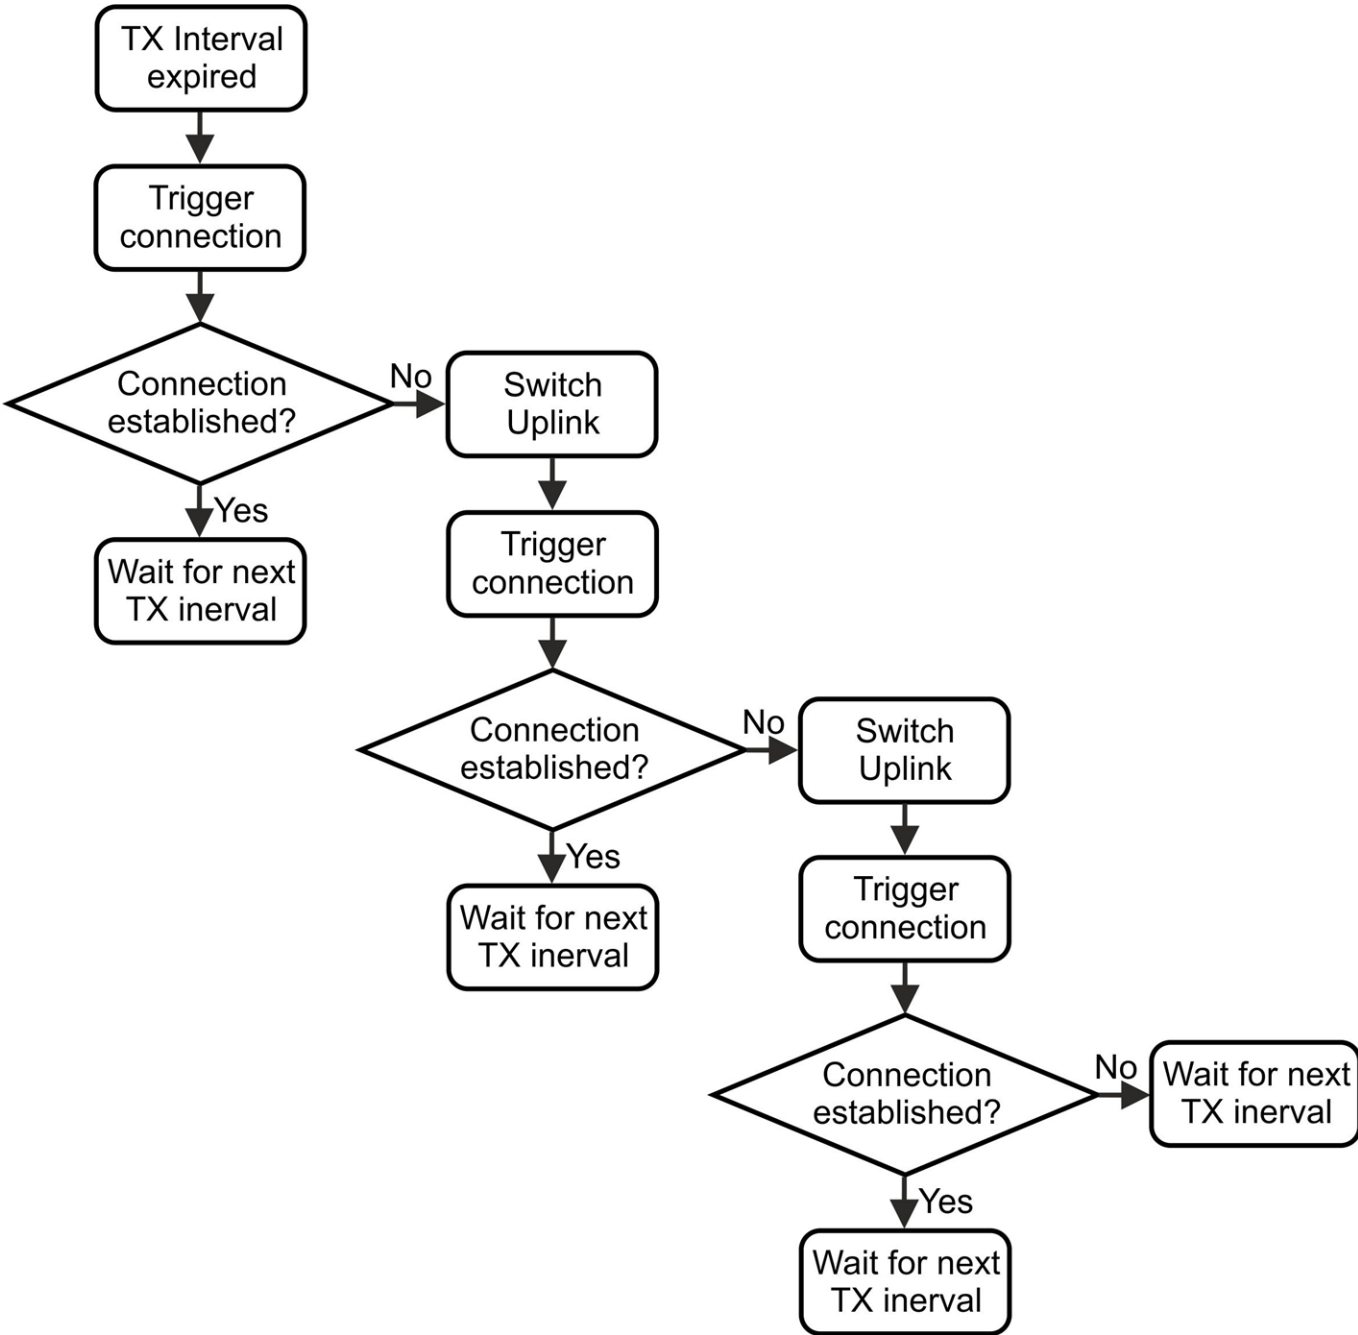 TX Interval
expired
Trigger
connection
Connection
established?
No
Switch
Uplink
Yes
Wait for next
TX inerval
Trigger
connection
Connection
established?
No
Switch
Uplink
Yes
Wait for next
TX inerval
Trigger
connection
Connection
established?
No
Wait for next
TX inerval
Yes
Wait for next
TX inerval